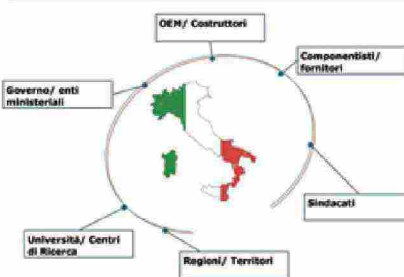 OEM/ Costruttori
Componentisti/
fornitori
Governo/ enti
ministeriali
Sindacati
Università/ Centri
di Ricerca
Regioni/ Territori